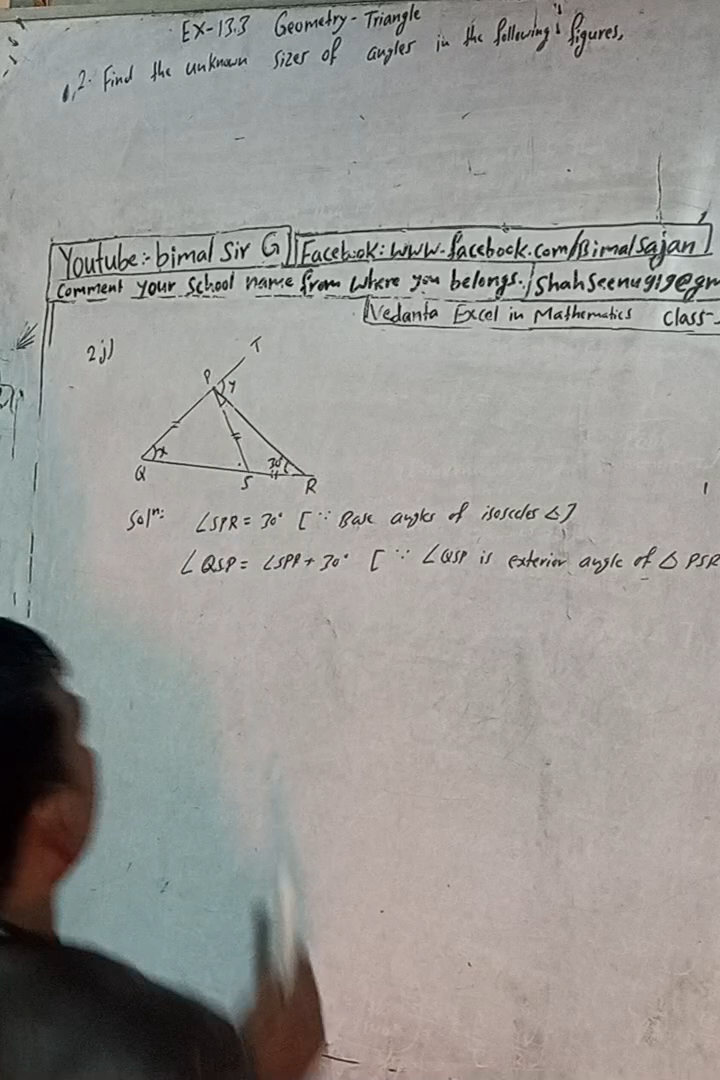 EX-13.3 Geometry-Triangle
2. Find the unknown sizes of angles in the following figures,
Youtube:- bimal Sir G
Facebook: www.facebook.com/Bimalsajan
Comment your school name from where you belongs./Shahseenu919@gm
Vedanta Excel in Mathematics Class-
2j)
T
P
y
x
Q
S
30°
R
Solⁿ: ∠SPR = 30° [∵ Base angles of isosceles Δ]
∠QSP = ∠SPR + 30° [∵ ∠QSP is exterior angle of Δ PSR